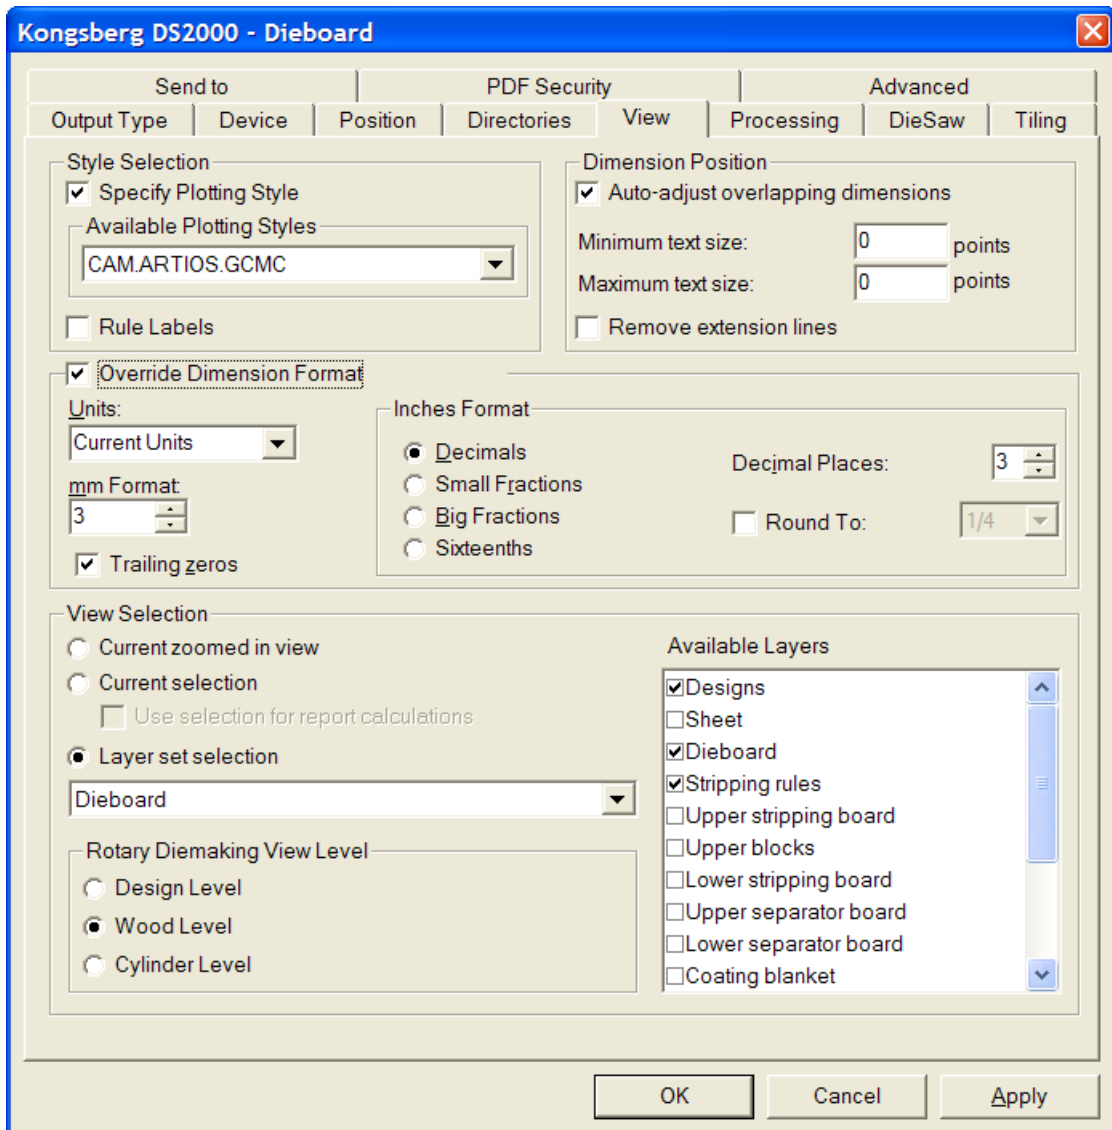 Kongsberg DS2000 - Dieboard
Send to PDF Security Advanced
Output Type Device Position Directories View Processing DieSaw Tiling
Style Selection
Specify Plotting Style
Available Plotting Styles
CAM.ARTIOS.GCMC
Rule Labels
Dimension Position
Auto-adjust overlapping dimensions
Minimum text size: 0 points
Maximum text size: 0 points
Remove extension lines
Override Dimension Format
Units:
Current Units
mm Format:
3
Trailing zeros
Inches Format
Decimals
Small Fractions
Big Fractions
Sixteenths
Decimal Places: 3
Round To: 1/4
View Selection
Current zoomed in view
Current selection
Use selection for report calculations
Layer set selection
Dieboard
Rotary Diemaking View Level
Design Level
Wood Level
Cylinder Level
Available Layers
Designs
Sheet
Dieboard
Stripping rules
Upper stripping board
Upper blocks
Lower stripping board
Upper separator board
Lower separator board
Coating blanket
OK Cancel Apply